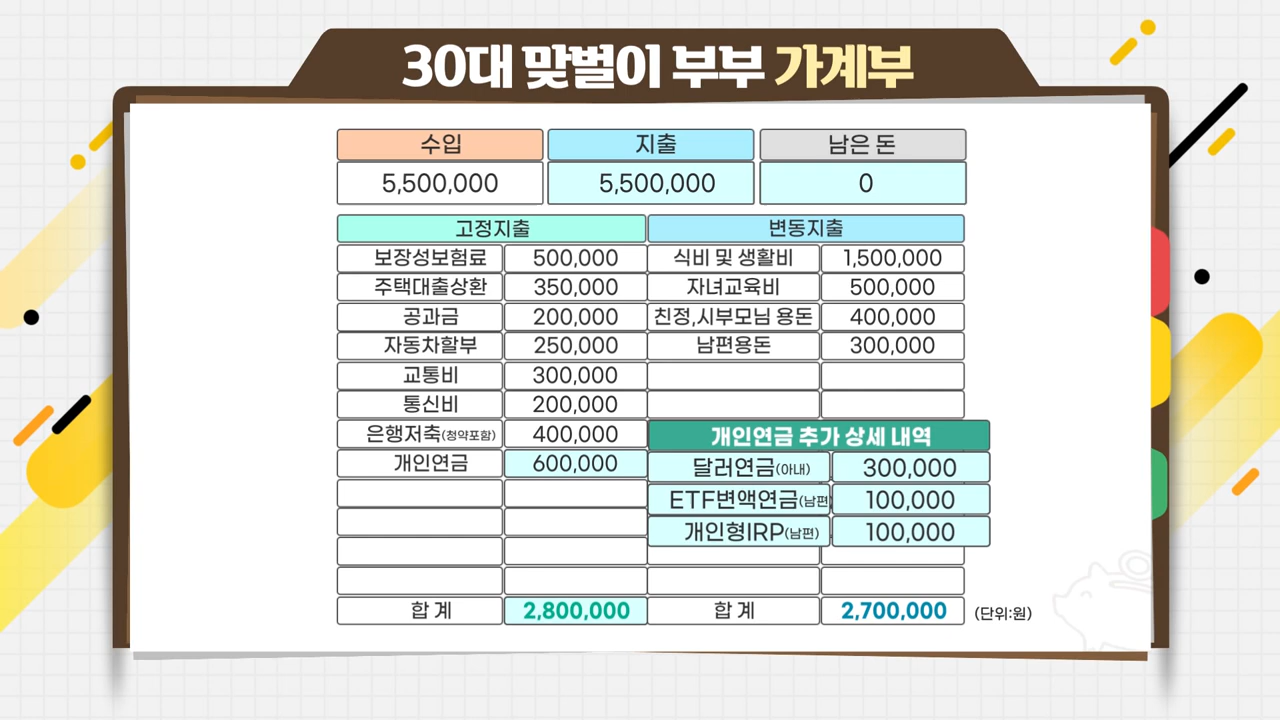 30대 맞벌이 부부 가계부
수입 지출 남은 돈
5,500,000 5,500,000 0
고정지출 변동지출
보장성보험료 500,000 식비 및 생활비 1,500,000
주택대출상환 350,000 자녀교육비 500,000
공과금 200,000 친정,시부모님 용돈 400,000
자동차할부 250,000 남편용돈 300,000
교통비 300,000
통신비 200,000
은행저축(청약포함) 400,000 개인연금 추가 상세 내역
개인연금 600,000 달러연금(아내) 300,000
ETF변액연금(남편) 100,000
개인형IRP(남편) 100,000
합 계 2,800,000 합 계 2,700,000 (단위:원)